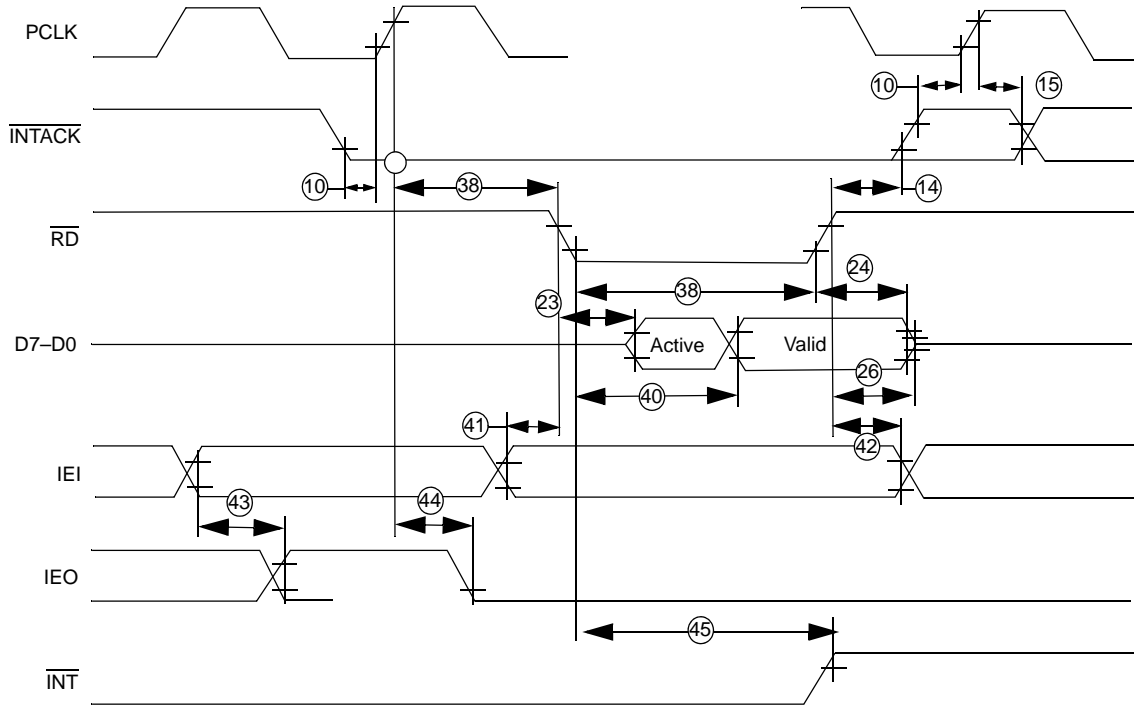 PCLK
10
15
INTACK
10
38
14
RD
24
38
23
D7–D0
Active
Valid
26
40
41
42
IEI
43
44
IEO
45
INT